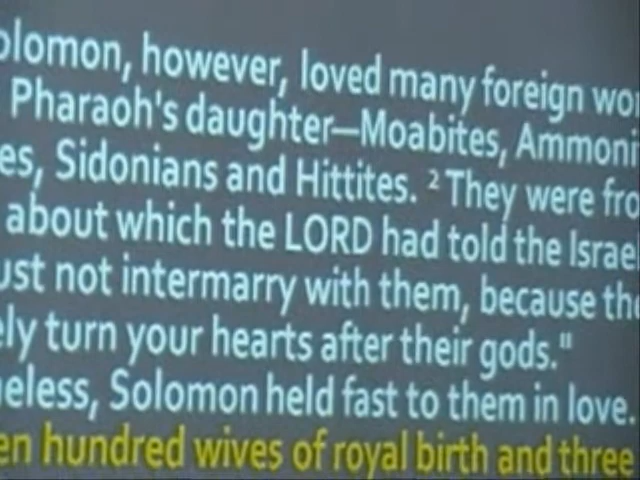 olomon, however, loved many foreign wo
Pharaoh's daughter—Moabites, Ammoni
es, Sidonians and Hittites. ² They were fro
about which the LORD had told the Israel
ust not intermarry with them, because the
ely turn your hearts after their gods."
eless, Solomon held fast to them in love.
en hundred wives of royal birth and three